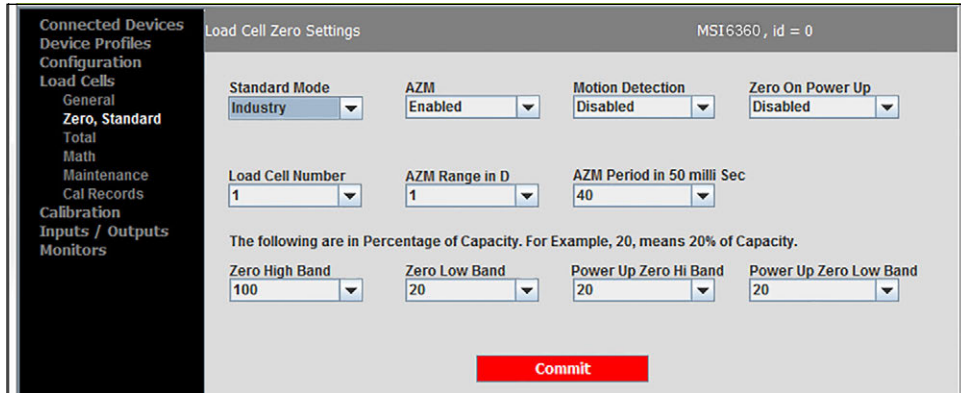 Connected Devices
Device Profiles
Configuration
Load Cells
General
Zero, Standard
Total
Math
Maintenance
Cal Records
Calibration
Inputs / Outputs
Monitors
Load Cell Zero Settings MSI6360, id = 0
Standard Mode AZM Motion Detection Zero On Power Up
Industry Enabled Disabled Disabled
Load Cell Number AZM Range in D AZM Period in 50 milli Sec
1 1 40
The following are in Percentage of Capacity. For Example, 20, means 20% of Capacity.
Zero High Band Zero Low Band Power Up Zero Hi Band Power Up Zero Low Band
100 20 20 20
Commit